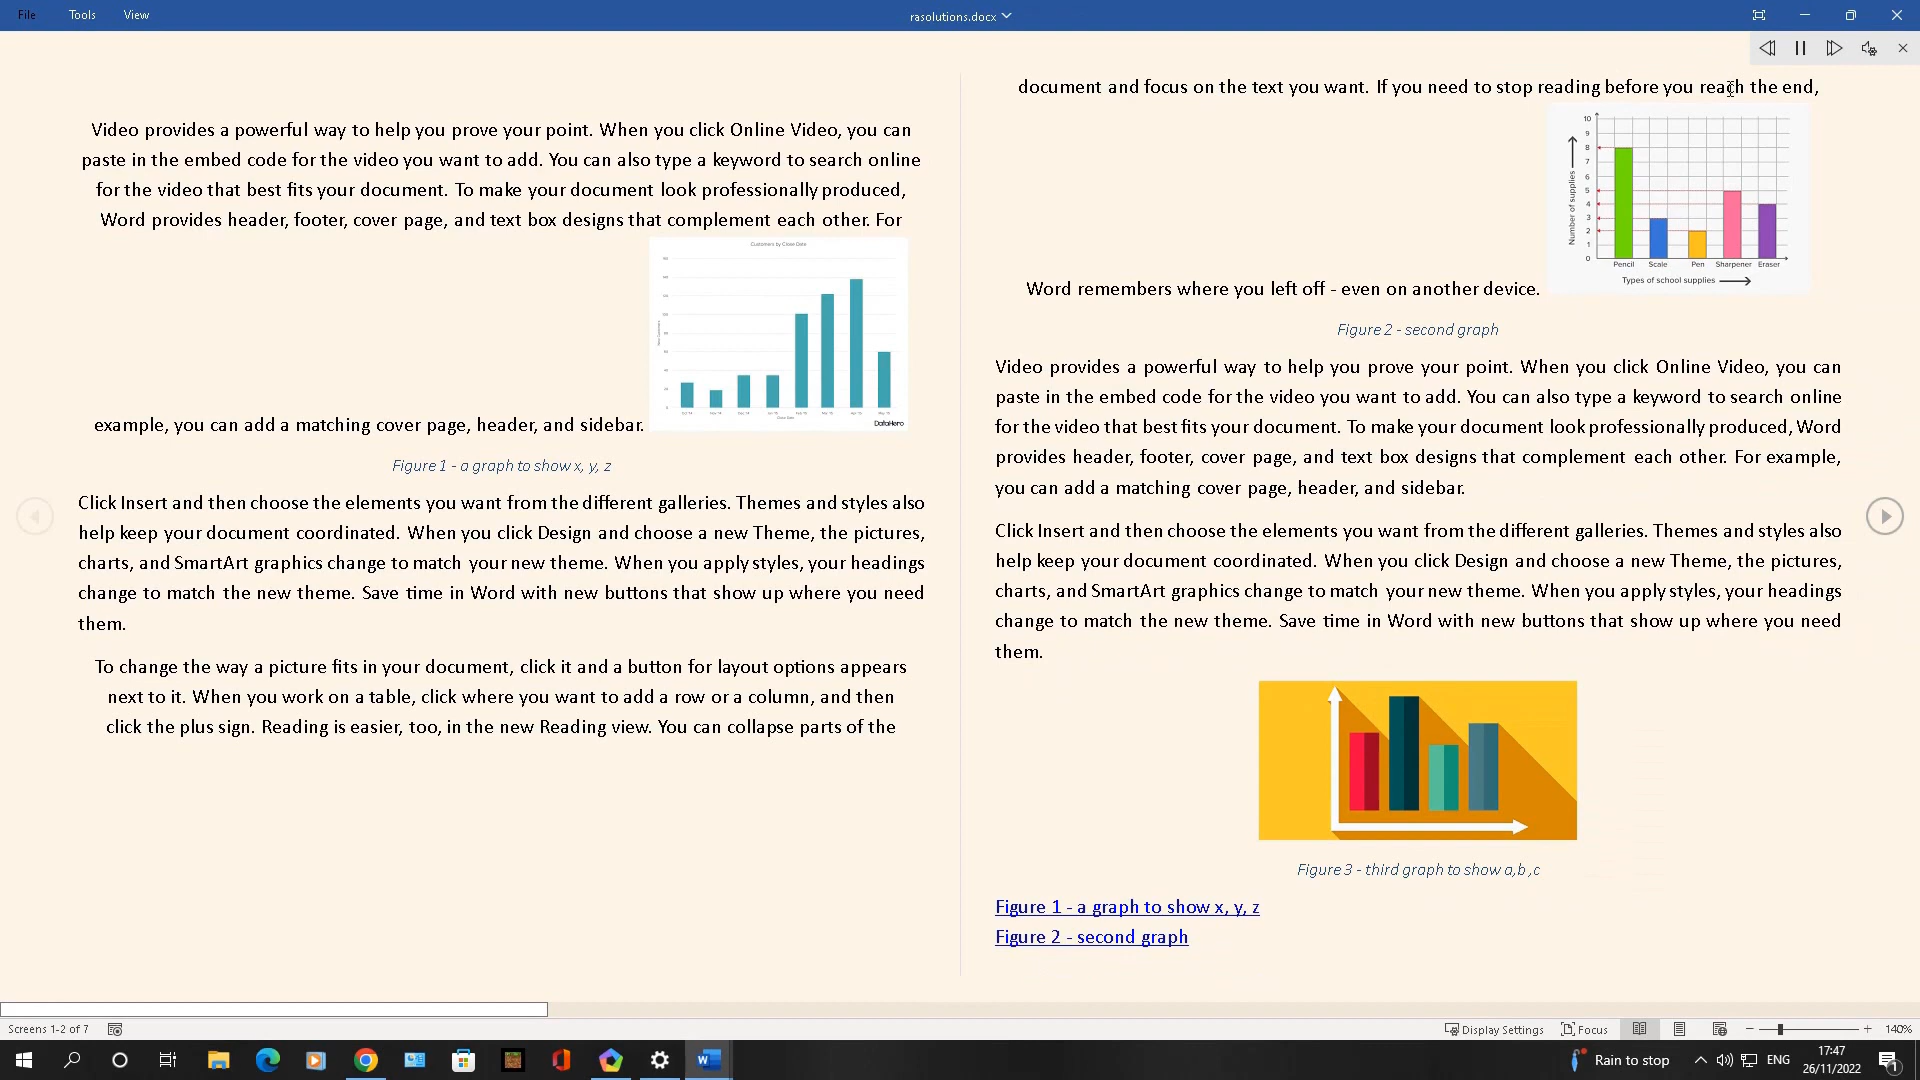 File Tools View rasolutions.docx
Video provides a powerful way to help you prove your point. When you click Online Video, you can
paste in the embed code for the video you want to add. You can also type a keyword to search online
for the video that best fits your document. To make your document look professionally produced,
Word provides header, footer, cover page, and text box designs that complement each other. For
Customers by Close Date
Close Date
DataHero
example, you can add a matching cover page, header, and sidebar.
Figure 1 - a graph to show x, y, z
Click Insert and then choose the elements you want from the different galleries. Themes and styles also
help keep your document coordinated. When you click Design and choose a new Theme, the pictures,
charts, and SmartArt graphics change to match your new theme. When you apply styles, your headings
change to match the new theme. Save time in Word with new buttons that show up where you need
them.
To change the way a picture fits in your document, click it and a button for layout options appears
next to it. When you work on a table, click where you want to add a row or a column, and then
click the plus sign. Reading is easier, too, in the new Reading view. You can collapse parts of the
document and focus on the text you want. If you need to stop reading before you reach the end,
10
9
8
7
6
5
4
3
2
1
0
Number of supplies
Pencil Scale Pen Sharpener Eraser
Types of school supplies
Word remembers where you left off - even on another device.
Figure 2 - second graph
Video provides a powerful way to help you prove your point. When you click Online Video, you can
paste in the embed code for the video you want to add. You can also type a keyword to search online
for the video that best fits your document. To make your document look professionally produced, Word
provides header, footer, cover page, and text box designs that complement each other. For example,
you can add a matching cover page, header, and sidebar.
Click Insert and then choose the elements you want from the different galleries. Themes and styles also
help keep your document coordinated. When you click Design and choose a new Theme, the pictures,
charts, and SmartArt graphics change to match your new theme. When you apply styles, your headings
change to match the new theme. Save time in Word with new buttons that show up where you need
them.
Figure 3 - third graph to show a,b ,c
Figure 1 - a graph to show x, y, z
Figure 2 - second graph
Screens 1-2 of 7 Display Settings Focus 140%
Rain to stop ENG 17:47
26/11/2022 1